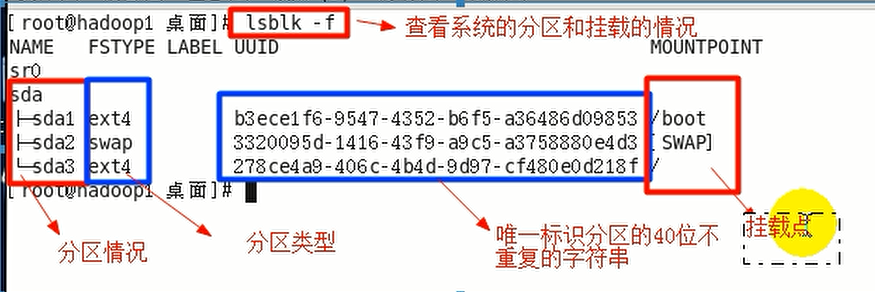 [root@hadoop1 桌面]# lsblk -f
查看系统的分区和挂载的情况
NAME FSTYPE LABEL UUID MOUNTPOINT
sr0
sda
├─sda1 ext4 b3ece1f6-9547-4352-b6f5-a36486d09853 /boot
├─sda2 swap 3320095d-1416-43f9-a9c5-a3758880e4d3 [SWAP]
└─sda3 ext4 278ce4a9-406c-4b4d-9d97-cf480e0d218f /
[root@hadoop1 桌面]#
分区情况
分区类型
唯一标识分区的40位不
重复的字符串
挂载点